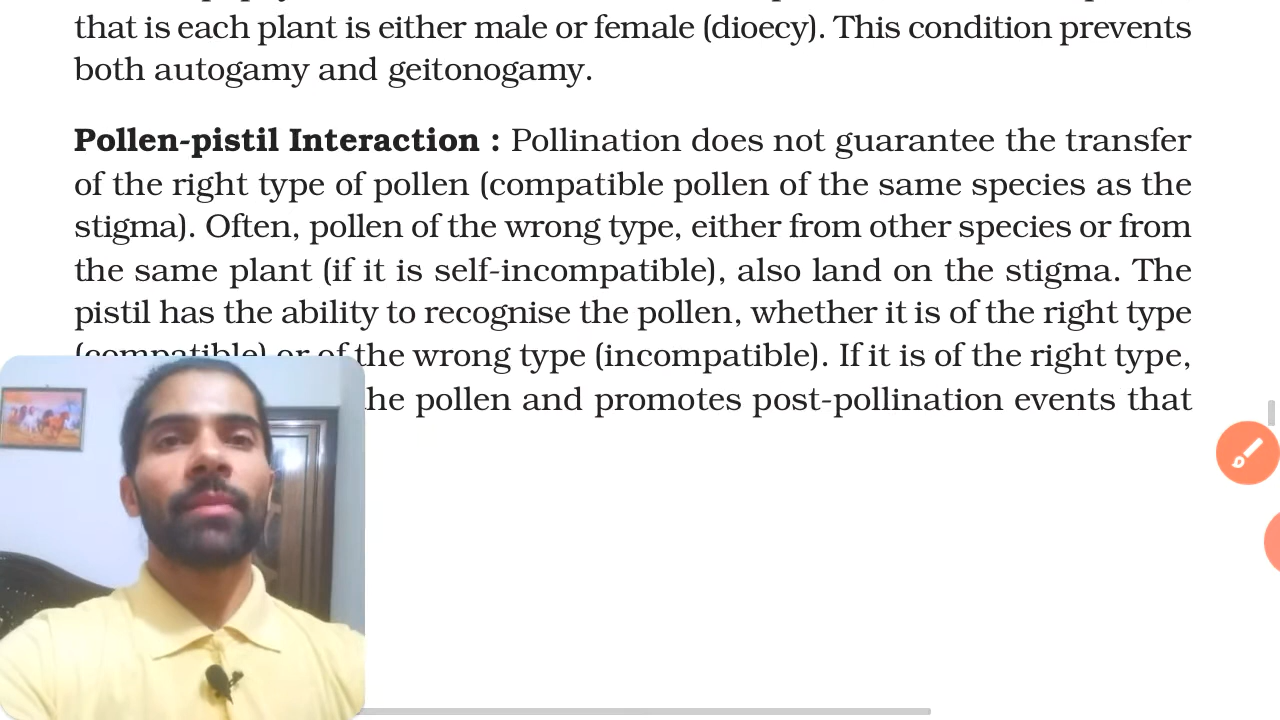 that is each plant is either male or female (dioecy). This condition prevents
both autogamy and geitonogamy.
Pollen-pistil Interaction : Pollination does not guarantee the transfer
of the right type of pollen (compatible pollen of the same species as the
stigma). Often, pollen of the wrong type, either from other species or from
the same plant (if it is self-incompatible), also land on the stigma. The
pistil has the ability to recognise the pollen, whether it is of the right type
(compatible) or of the wrong type (incompatible). If it is of the right type,
the pollen and promotes post-pollination events that